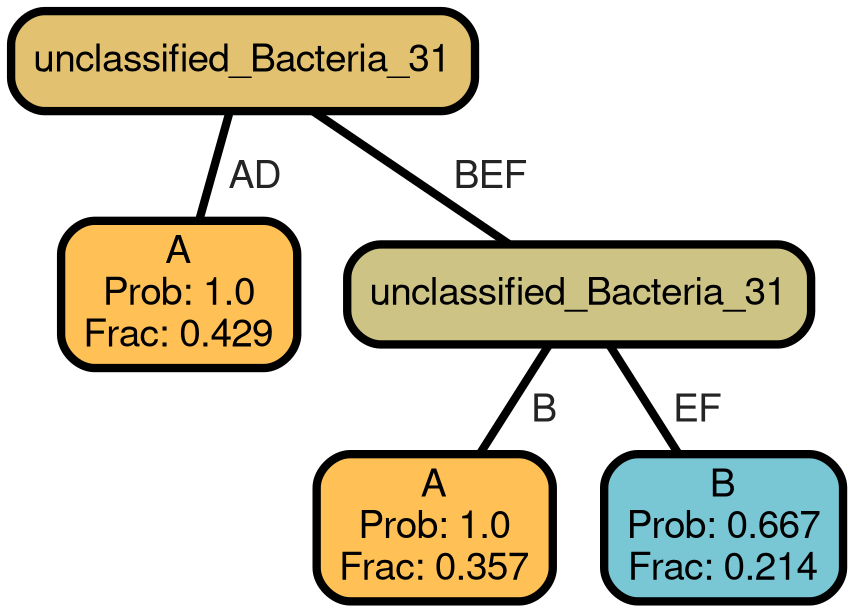 unclassified_Bacteria_31
AD
BEF
A
Prob: 1.0
Frac: 0.429
unclassified_Bacteria_31
B
EF
A
Prob: 1.0
Frac: 0.357
B
Prob: 0.667
Frac: 0.214